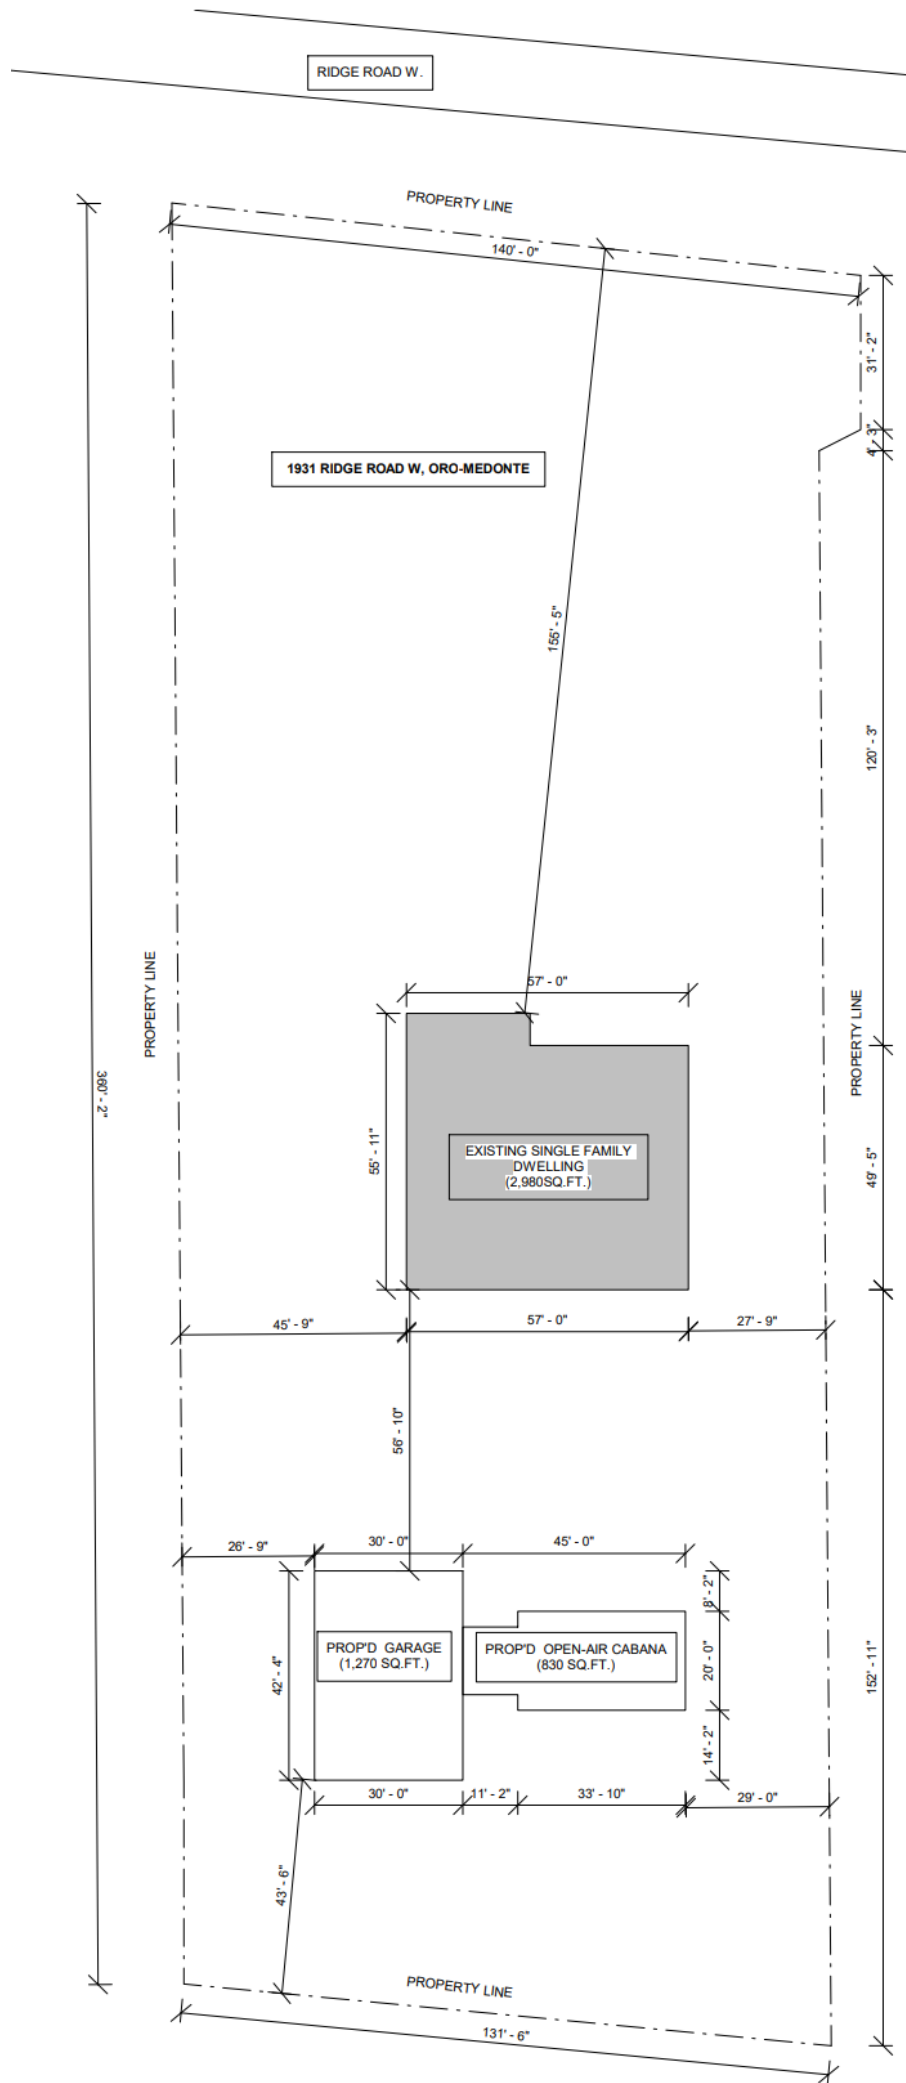 RIDGE ROAD W.
PROPERTY LINE
140' - 0"
31' - 2"
4' - 3"
1931 RIDGE ROAD W, ORO-MEDONTE
155' - 5"
120' - 3"
PROPERTY LINE
PROPERTY LINE
360' - 2"
57' - 0"
55' - 11"
EXISTING SINGLE FAMILY
DWELLING
(2,980SQ.FT.)
49' - 5"
45' - 9"
57' - 0"
27' - 9"
56' - 10"
26' - 9"
30' - 0"
45' - 0"
8' - 2"
42' - 4"
PROP'D GARAGE
(1,270 SQ.FT.)
PROP'D OPEN-AIR CABANA
(830 SQ.FT.)
20' - 0"
152' - 11"
14' - 2"
30' - 0"
11' - 2"
33' - 10"
29' - 0"
43' - 6"
PROPERTY LINE
131' - 6"